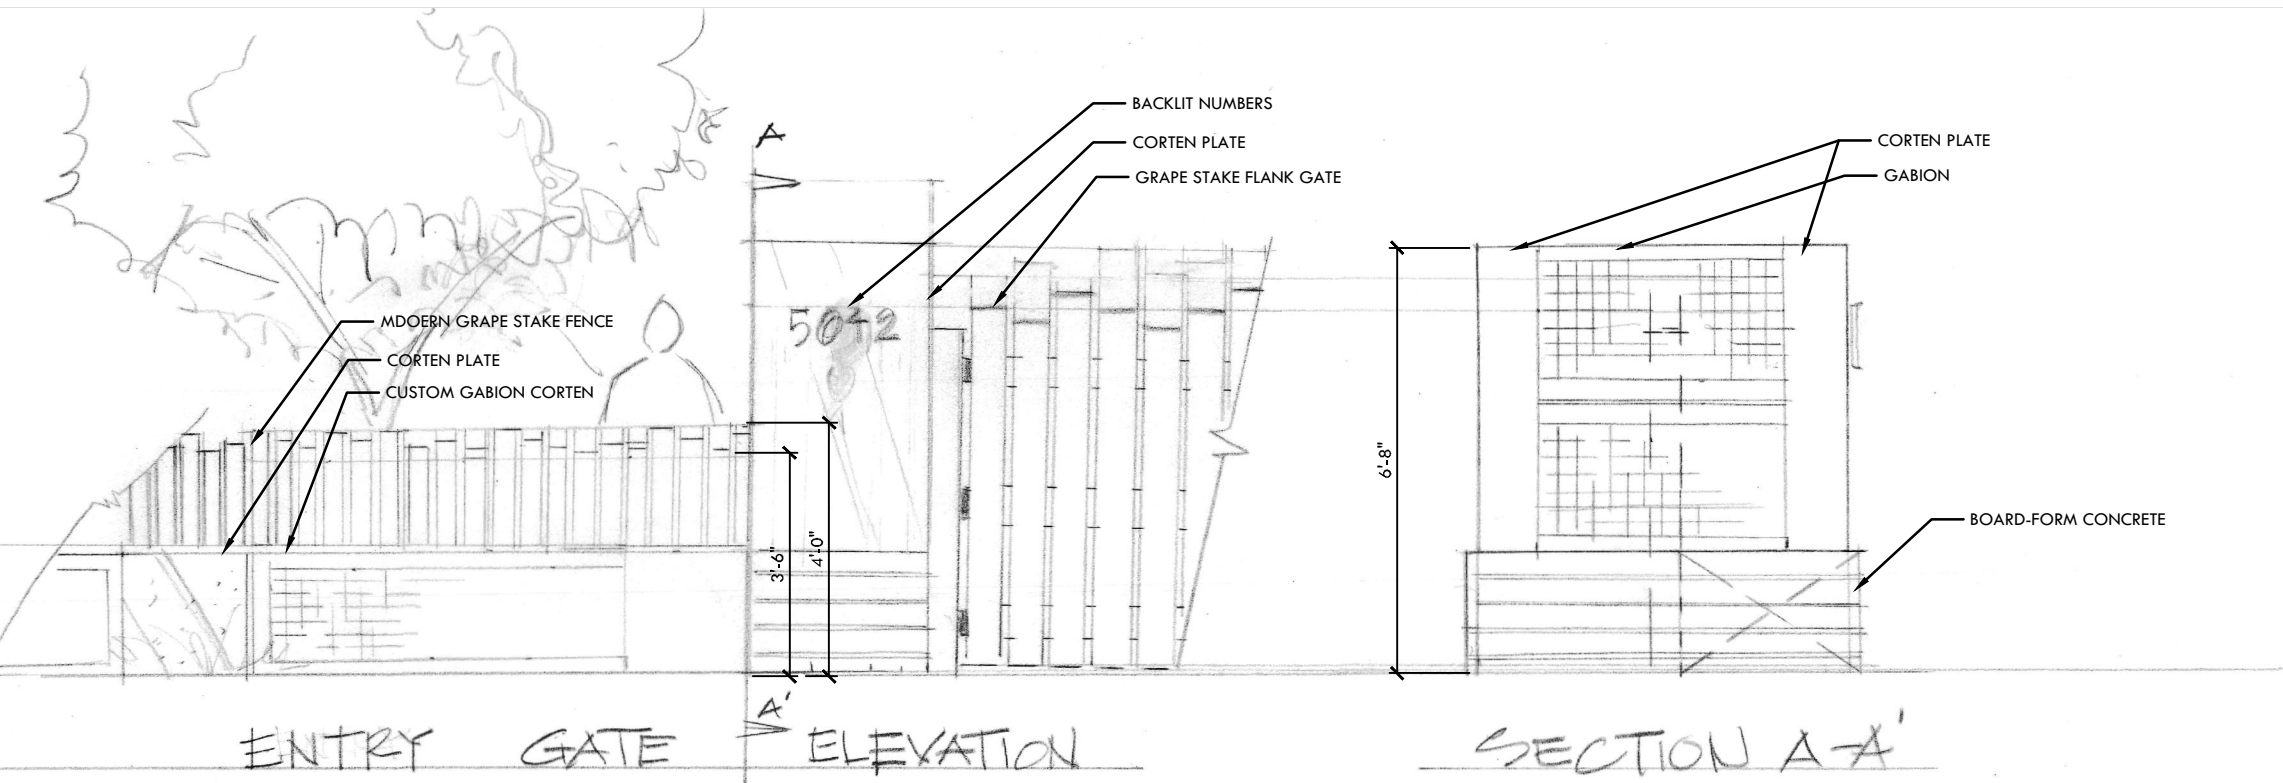 A
BACKLIT NUMBERS
CORTEN PLATE
GRAPE STAKE FLANK GATE
CORTEN PLATE
GABION
5042
MDOERN GRAPE STAKE FENCE
CORTEN PLATE
CUSTOM GABION CORTEN
6'-8"
BOARD-FORM CONCRETE
3'-6"
4'-0"
A'
ENTRY GATE ELEVATION
SECTION A-A'